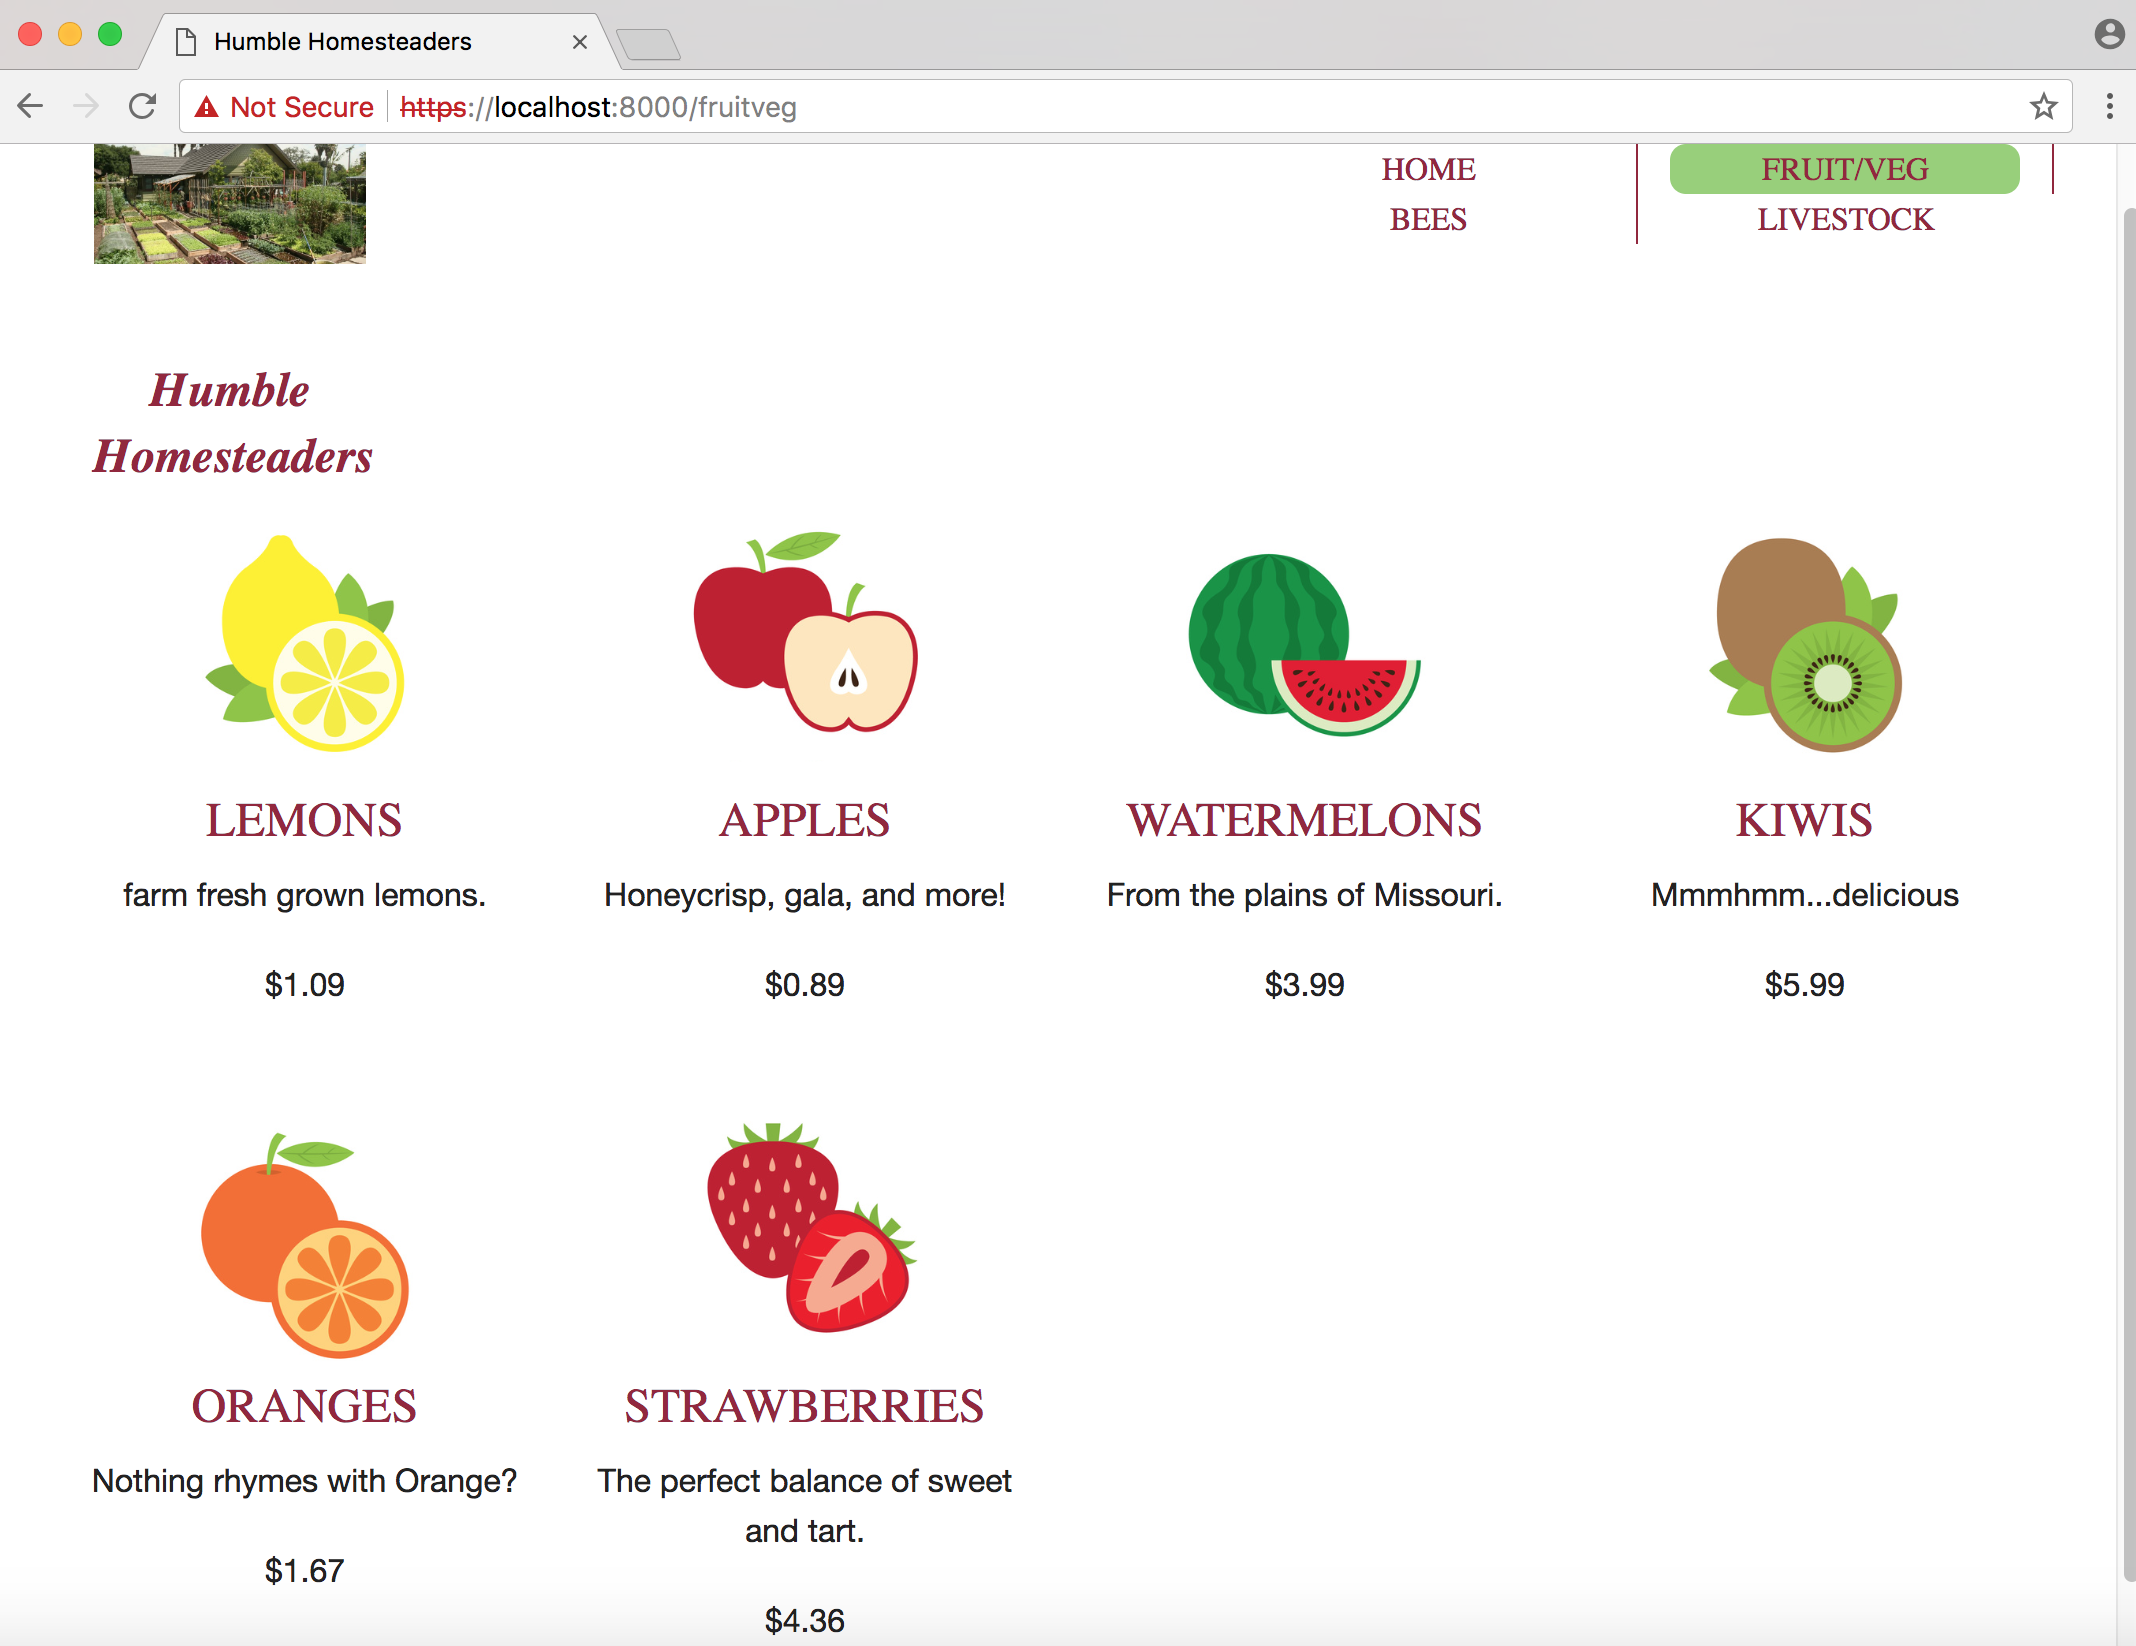 Humble Homesteaders
Not Secure https://localhost:8000/fruitveg
HOME
FRUIT/VEG
BEES
LIVESTOCK
Humble
Homesteaders
LEMONS
farm fresh grown lemons.
$1.09
APPLES
Honeycrisp, gala, and more!
$0.89
WATERMELONS
From the plains of Missouri.
$3.99
KIWIS
Mmmhmm...delicious
$5.99
ORANGES
Nothing rhymes with Orange?
$1.67
STRAWBERRIES
The perfect balance of sweet
and tart.
$4.36